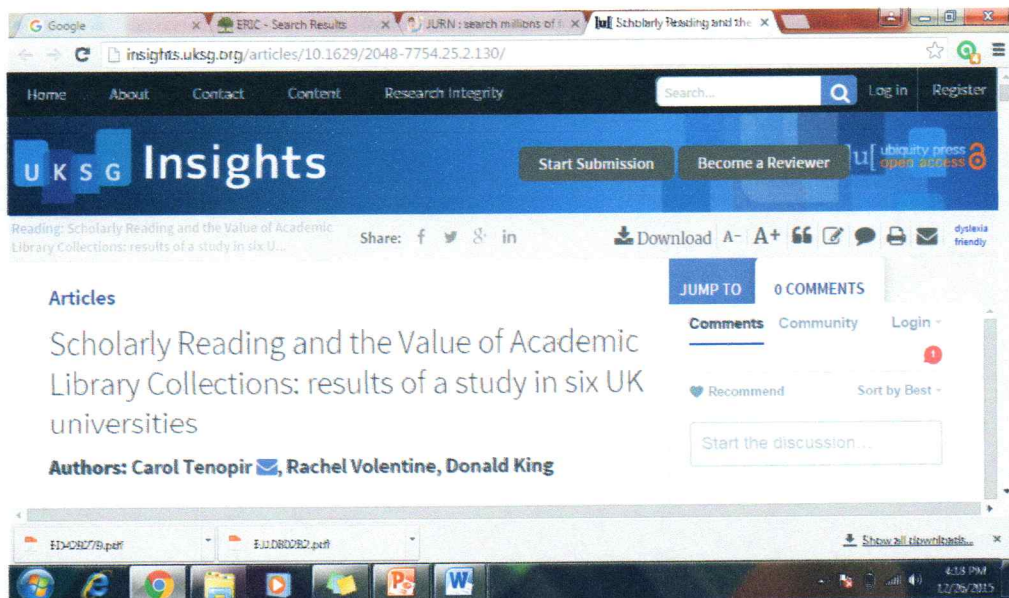 Google
ERIC - Search Results
JURN : search millions of
[u[ Scholarly Reading and the
insights.uksg.org/articles/10.1629/2048-7754.25.2.130/
Home About Contact Content Research Integrity Search... Log in Register
UKSG Insights Start Submission Become a Reviewer ]u[ ubiquity press
open access
Reading: Scholarly Reading and the Value of Academic
Library Collections: results of a study in six U...
Share: f in Download A- A+ dyslexia
friendly
Articles
Scholarly Reading and the Value of Academic
Library Collections: results of a study in six UK
universities
Authors: Carol Tenopir, Rachel Volentine, Donald King
JUMP TO 0 COMMENTS
Comments Community Login
1
Recommend Sort by Best
Start the discussion...
Show all downloads...
4:18 PM
12/26/2015